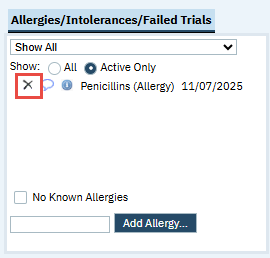 Allergies/Intolerances/Failed Trials
Show All
Show: All Active Only
Penicillins (Allergy) 11/07/2025
No Known Allergies
Add Allergy...